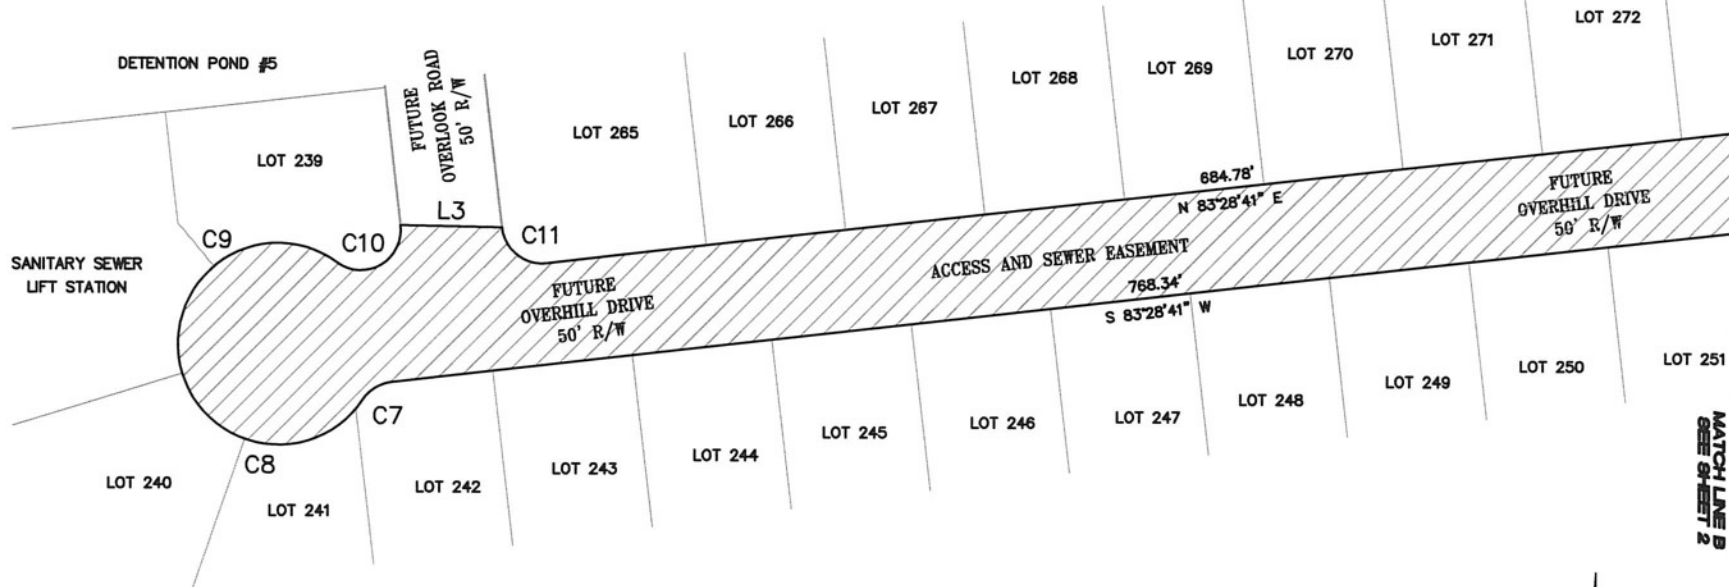 DETENTION POND #5
FUTURE
OVERLOOK ROAD
50' R/W
LOT 272
LOT 271
LOT 270
LOT 269
LOT 268
LOT 267
LOT 266
LOT 265
LOT 239
L3
C9
C10
C11
SANITARY SEWER
LIFT STATION
684.78'
N 83°28'41" E
FUTURE
OVERHILL DRIVE
50' R/W
ACCESS AND SEWER EASEMENT
768.34'
S 83°28'41" W
FUTURE
OVERHILL DRIVE
50' R/W
C7
C8
LOT 240
LOT 241
LOT 242
LOT 243
LOT 244
LOT 245
LOT 246
LOT 247
LOT 248
LOT 249
LOT 250
LOT 251
MATCH LINE B
SEE SHEET 2